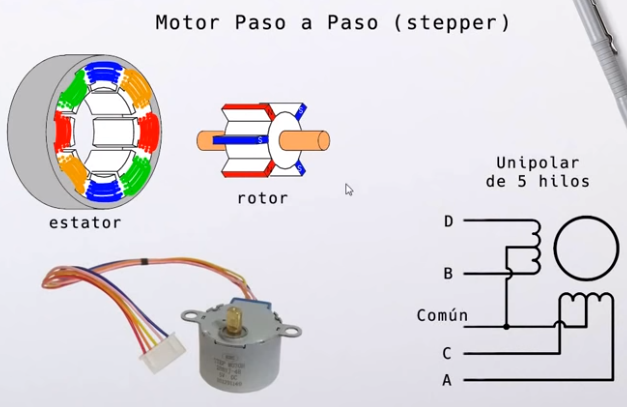 Motor Paso a Paso (stepper)
estator
rotor
Unipolar
de 5 hilos
D
B
Común
C
A